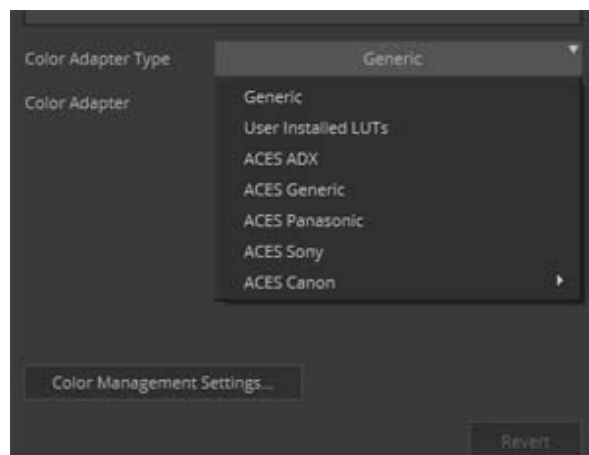 Color Adapter Type
Generic
Color Adapter
Generic
User Installed LUTs
ACES ADX
ACES Generic
ACES Panasonic
ACES Sony
ACES Canon
Color Management Settings...
Revert